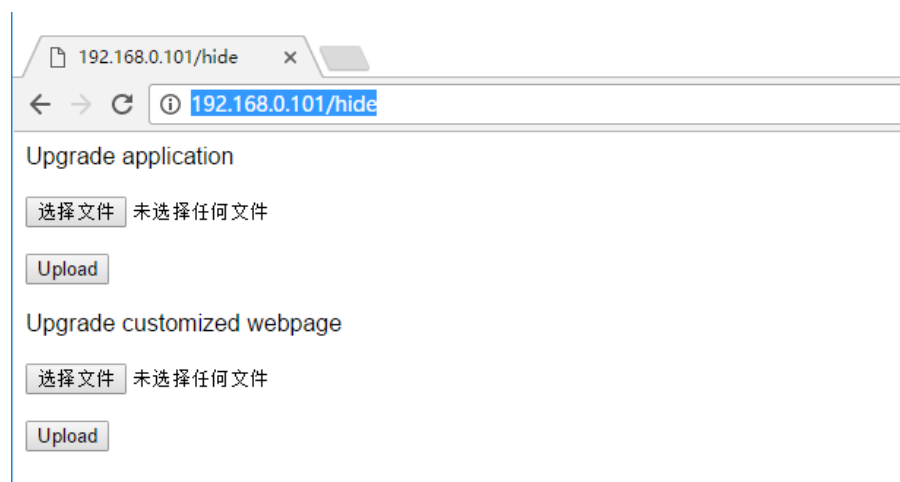 192.168.0.101/hide
192.168.0.101/hide
Upgrade application
选择文件 未选择任何文件
Upload
Upgrade customized webpage
选择文件 未选择任何文件
Upload